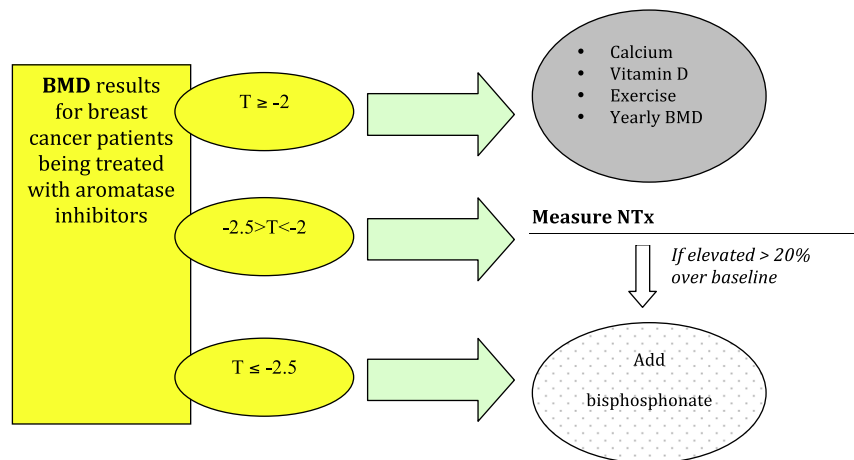 BMD results
for breast
cancer patients
being treated
with aromatase
inhibitors
T ≥ -2
• Calcium
• Vitamin D
• Exercise
• Yearly BMD
-2.5>T<-2
Measure NTx
If elevated > 20%
over baseline
T ≤ -2.5
Add
bisphosphonate